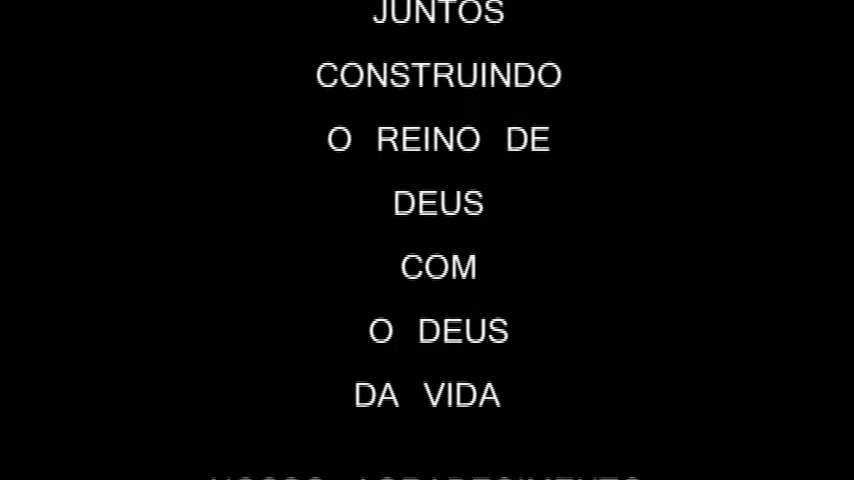 JUNTOS
CONSTRUINDO
O REINO DE
DEUS
COM
O DEUS
DA VIDA